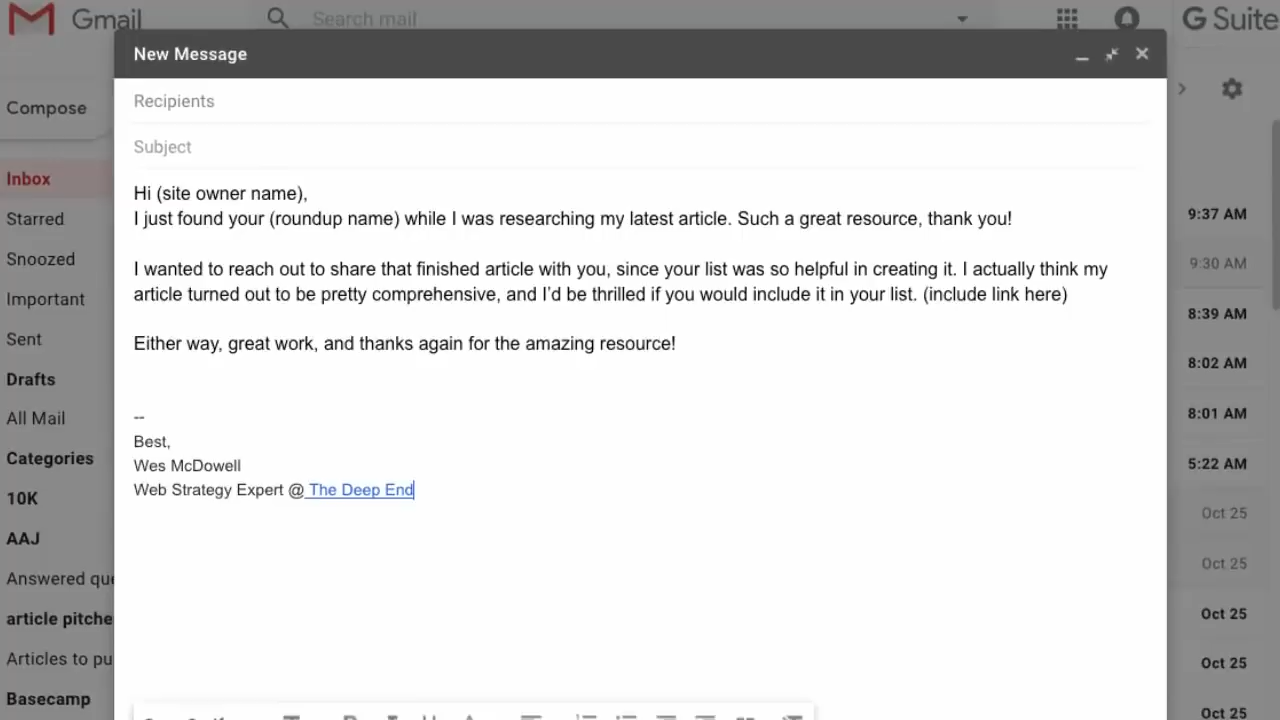 Gmail
Search mail
G Suite
New Message
Recipients
Subject
Compose
Inbox
Starred
Snoozed
Important
Sent
Drafts
All Mail
Categories
10K
AAJ
Answered que
article pitche
Articles to pu
Basecamp
Hi (site owner name),
I just found your (roundup name) while I was researching my latest article. Such a great resource, thank you!
I wanted to reach out to share that finished article with you, since your list was so helpful in creating it. I actually think my
article turned out to be pretty comprehensive, and I’d be thrilled if you would include it in your list. (include link here)
Either way, great work, and thanks again for the amazing resource!
--
Best,
Wes McDowell
Web Strategy Expert @ The Deep End
9:37 AM
9:30 AM
8:39 AM
8:02 AM
8:01 AM
5:22 AM
Oct 25
Oct 25
Oct 25
Oct 25
Oct 25